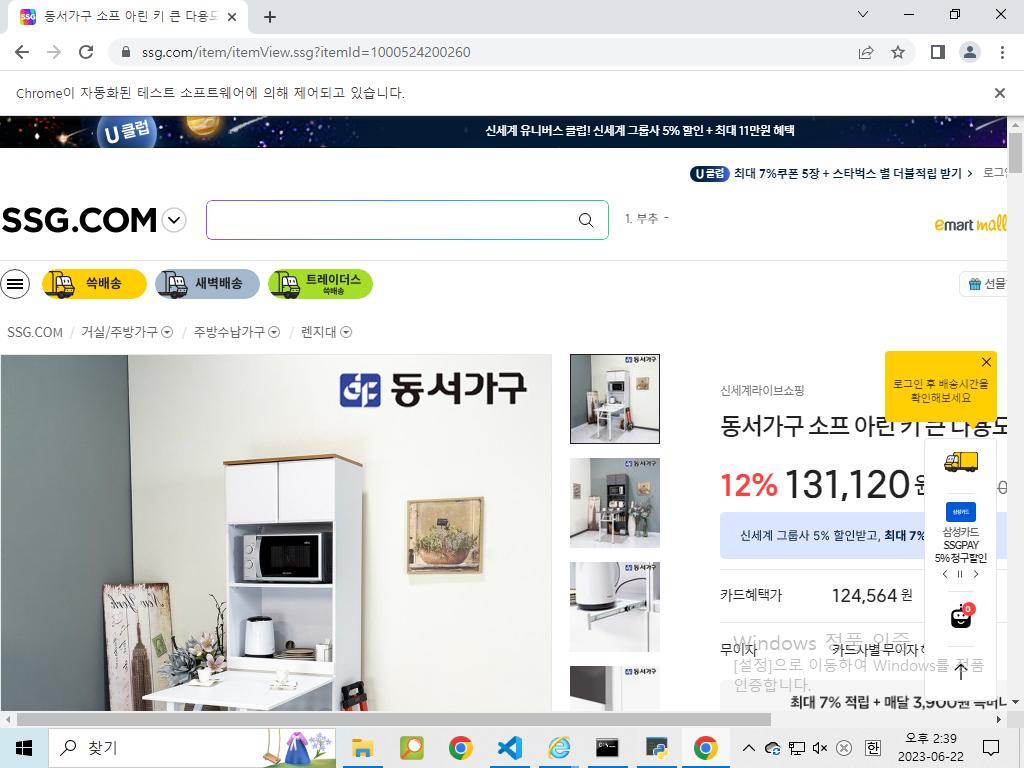 동서가구 소프 아린 키 큰 다용도
ssg.com/item/itemView.ssg?itemId=1000524200260
Chrome이 자동화된 테스트 소프트웨어에 의해 제어되고 있습니다.
U클럽
신세계 유니버스 클럽! 신세계 그룹사 5% 할인 + 최대 11만원 혜택
U클럽 최대 7%쿠폰 5장 + 스타벅스 별 더블적립 받기 > 로그인
SSG.COM
1. 부추 -
emart mall
쓱배송
새벽배송
트레이더스
쓱배송
선물
SSG.COM / 거실/주방가구 / 주방수납가구 / 렌지대
동서가구
로그인 후 배송시간을
확인해보세요
신세계라이브쇼핑
동서가구 소프 아린 키 큰 다용도
12% 131,120원
신세계 그룹사 5% 할인받고, 최대 7%
삼성카드
삼성카드
SSGPAY
5% 청구할인
카드혜택가 124,564 원
0
무이자 카드사별 무이자
Windows 정품 인증
[설정]으로 이동하여 Windows를 정품
인증합니다.
최대 7% 적립 + 매달 3,900원
찾기
오후 2:39
2023-06-22
한